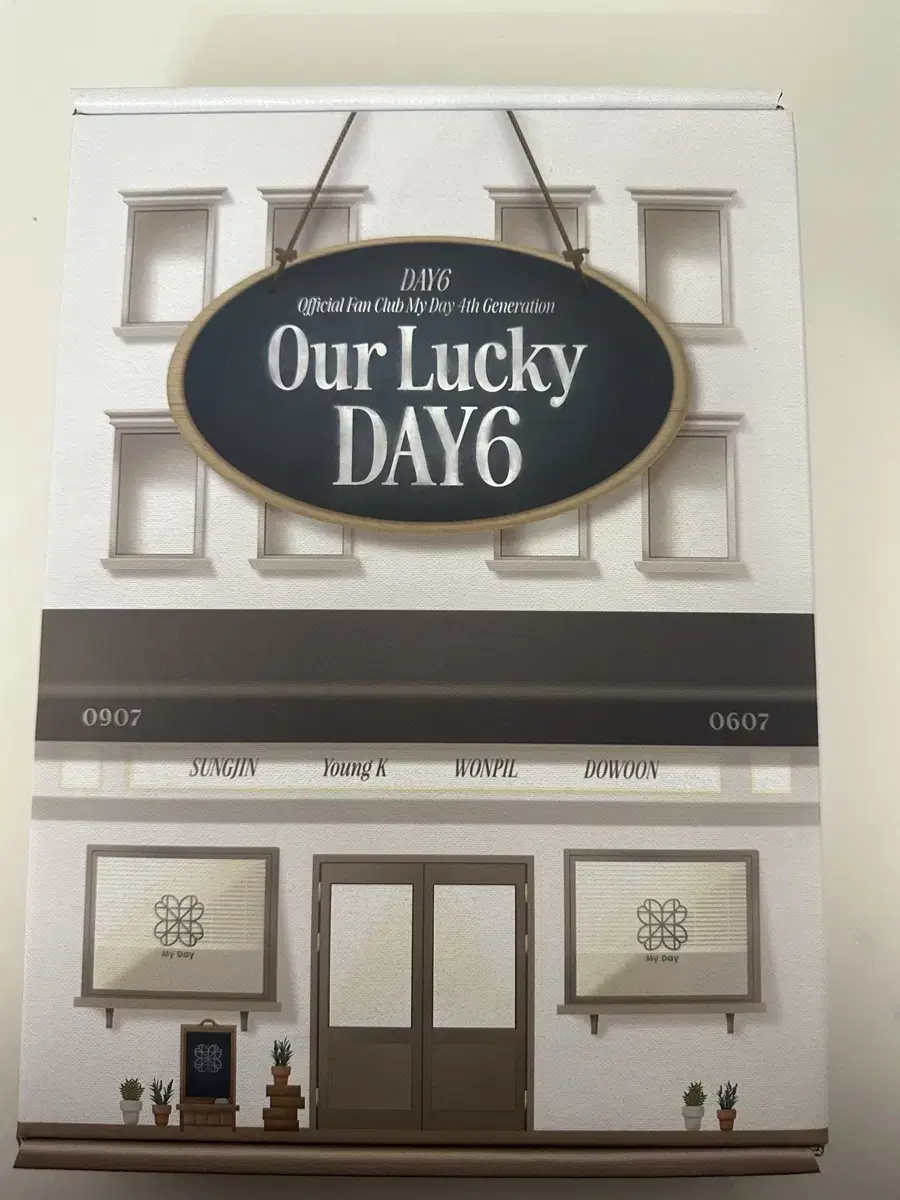 DAY6
Official Fan Club My Day 4th Generation
Our Lucky
DAY6
0907
0607
SUNGJIN Young K WONPIL DOWOON
My Day
My Day